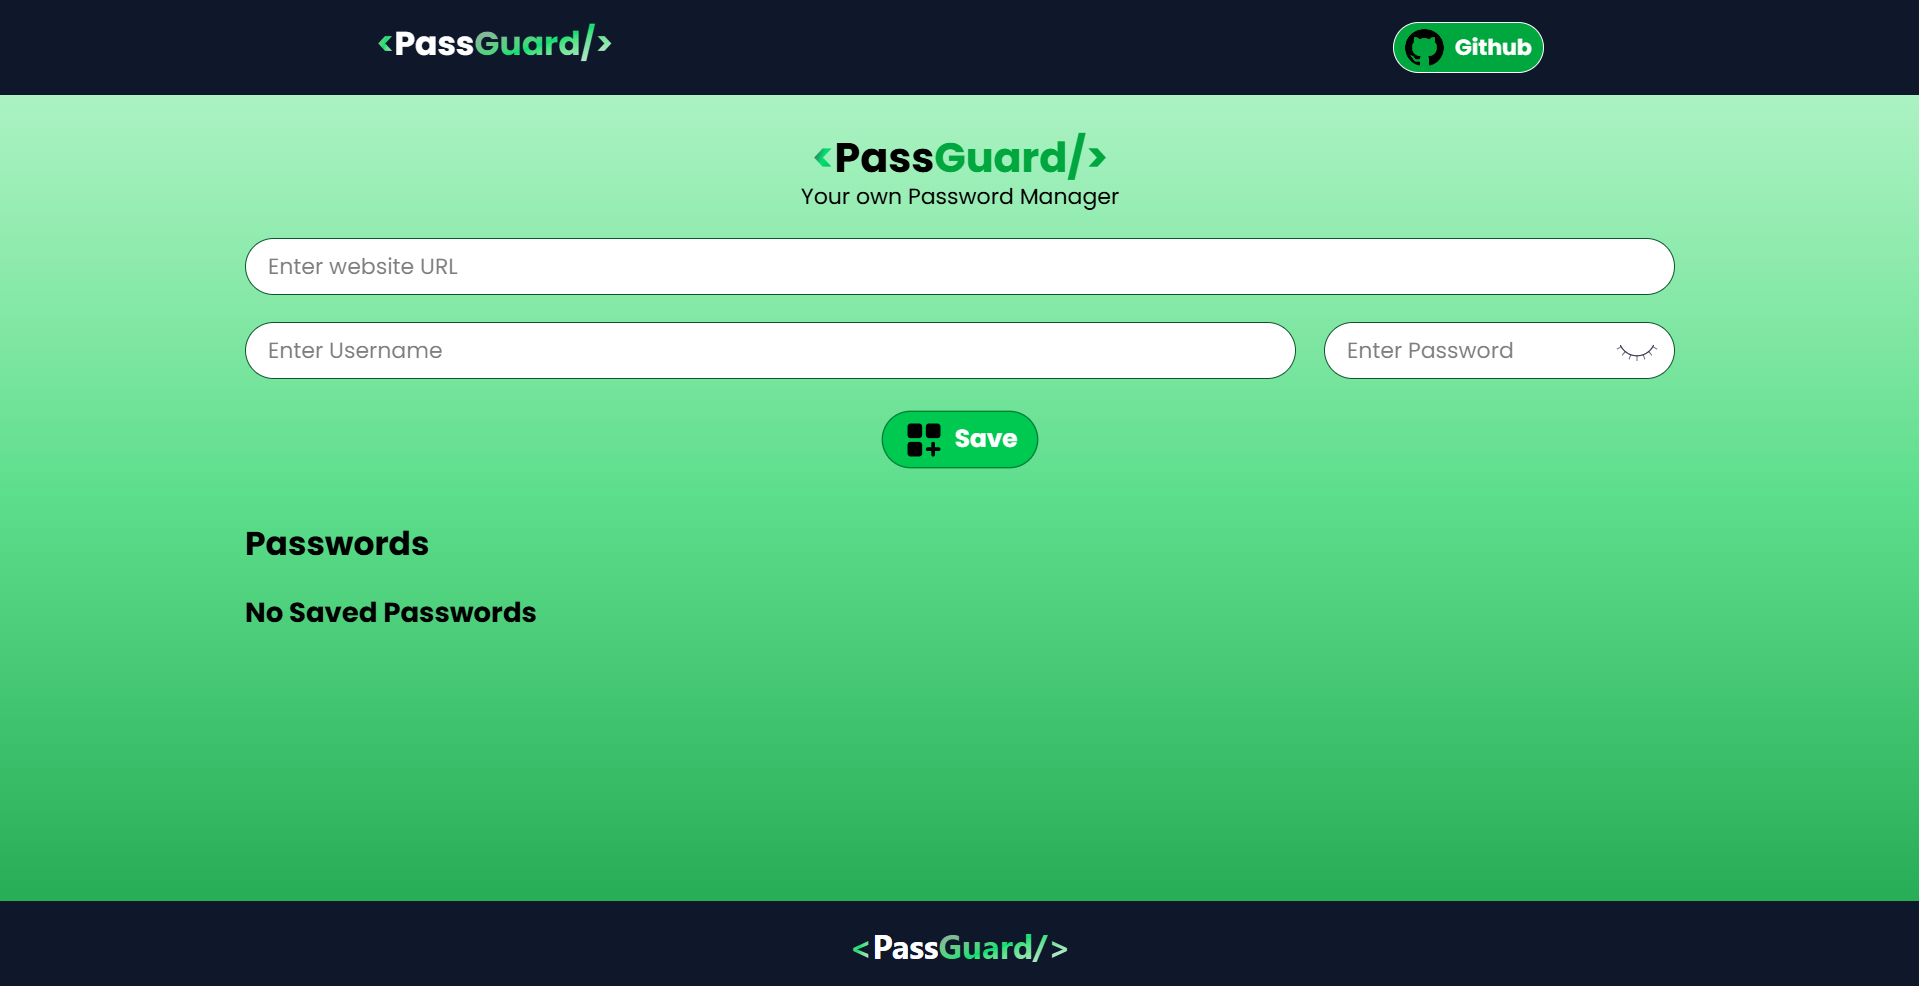 <PassGuard/>
Github
<PassGuard/>
Your own Password Manager
Enter website URL
Enter Username
Enter Password
Save
Passwords
No Saved Passwords
<PassGuard/>